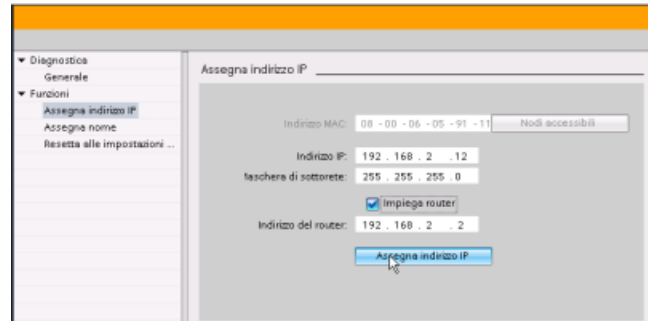 Diagnostica
Generale
Funzioni
Assegna indirizzo IP
Assegna nome
Resetta alle impostazioni ...
Assegna indirizzo IP
Indirizzo MAC: 08 - 00 - 06 - 05 - 91 - 11 Nodi accessibili
Indirizzo IP: 192 . 168 . 2 . 12
Maschera di sottorete: 255 . 255 . 255 . 0
Impiega router
Indirizzo del router: 192 . 168 . 2 . 2
Assegna indirizzo IP